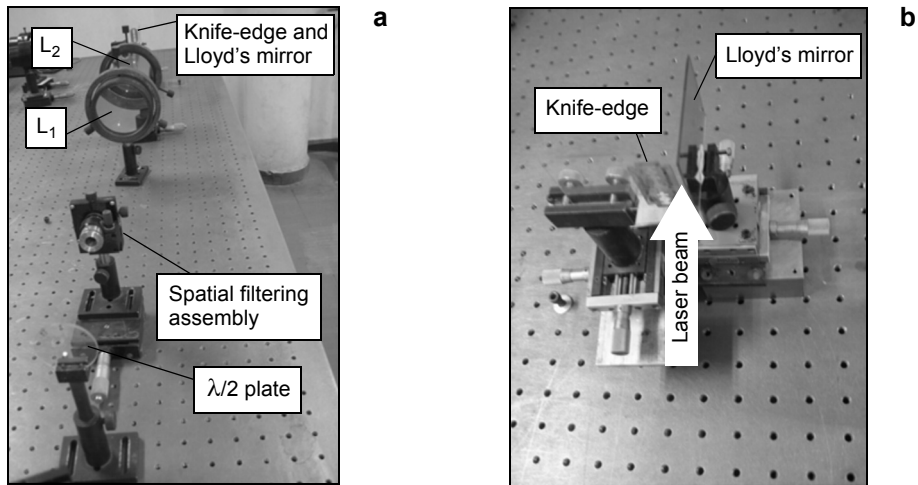 a
L₂
Knife-edge and
Lloyd's mirror
L₁
Spatial filtering
assembly
λ/2 plate
b
Lloyd's mirror
Knife-edge
Laser beam